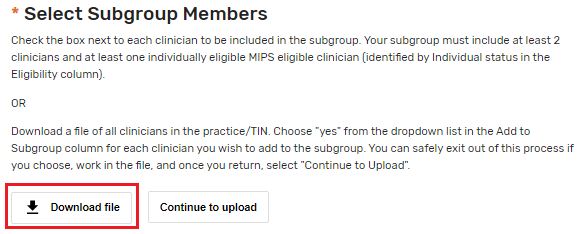 * Select Subgroup Members
Check the box next to each clinician to be included in the subgroup. Your subgroup must include at least 2
clinicians and at least one individually eligible MIPS eligible clinician (identified by Individual status in the
Eligibility column).
OR
Download a file of all clinicians in the practice/TIN. Choose "yes" from the dropdown list in the Add to
Subgroup column for each clinician you wish to add to the subgroup. You can safely exit out of this process if
you choose, work in the file, and once you return, select "Continue to Upload".
Download file Continue to upload